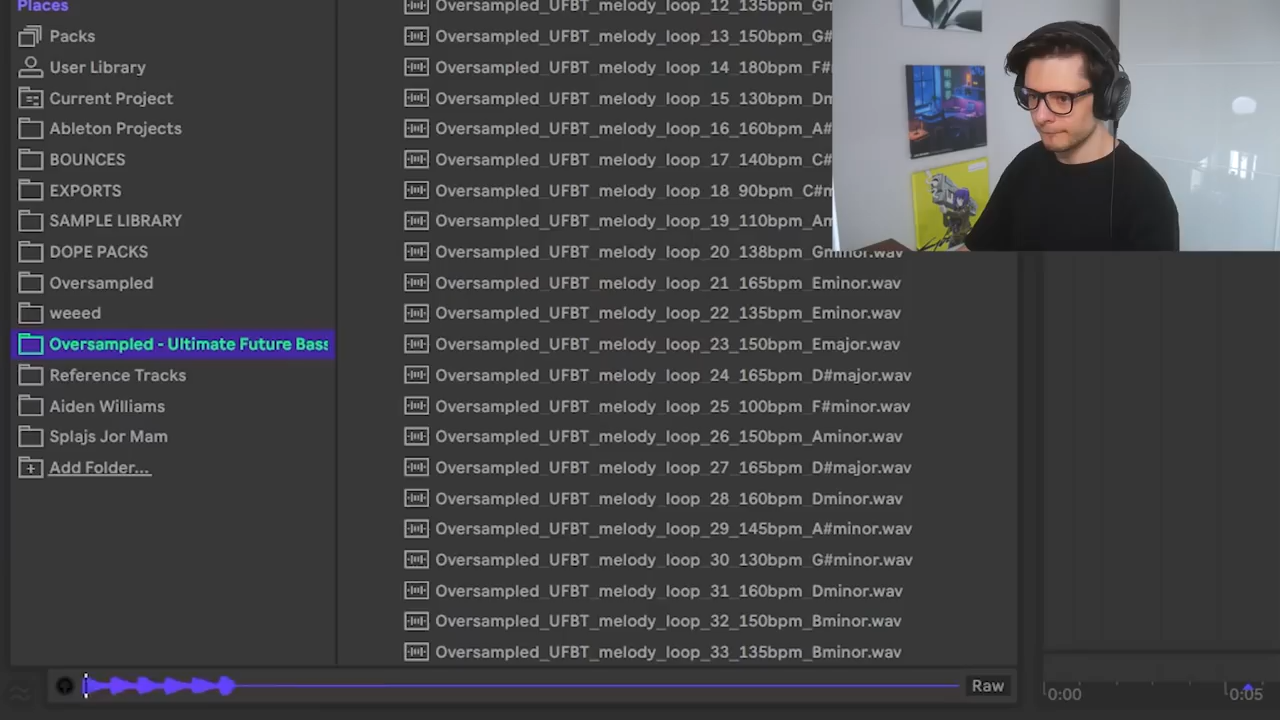 Places
Packs
User Library
Current Project
Ableton Projects
BOUNCES
EXPORTS
SAMPLE LIBRARY
DOPE PACKS
Oversampled
weeed
Oversampled - Ultimate Future Bass
Reference Tracks
Aiden Williams
Splajs Jor Mam
Add Folder...
Oversampled_UFBT_melody_loop_12_135bpm_Gm
Oversampled_UFBT_melody_loop_13_150bpm_G#
Oversampled_UFBT_melody_loop_14_180bpm_F#
Oversampled_UFBT_melody_loop_15_130bpm_Dm
Oversampled_UFBT_melody_loop_16_160bpm_A#
Oversampled_UFBT_melody_loop_17_140bpm_C#
Oversampled_UFBT_melody_loop_18_90bpm_C#m
Oversampled_UFBT_melody_loop_19_110bpm_Am
Oversampled_UFBT_melody_loop_20_138bpm_Gminor.wav
Oversampled_UFBT_melody_loop_21_165bpm_Eminor.wav
Oversampled_UFBT_melody_loop_22_135bpm_Eminor.wav
Oversampled_UFBT_melody_loop_23_150bpm_Emajor.wav
Oversampled_UFBT_melody_loop_24_165bpm_D#major.wav
Oversampled_UFBT_melody_loop_25_100bpm_F#minor.wav
Oversampled_UFBT_melody_loop_26_150bpm_Aminor.wav
Oversampled_UFBT_melody_loop_27_165bpm_D#major.wav
Oversampled_UFBT_melody_loop_28_160bpm_Dminor.wav
Oversampled_UFBT_melody_loop_29_145bpm_A#minor.wav
Oversampled_UFBT_melody_loop_30_130bpm_G#minor.wav
Oversampled_UFBT_melody_loop_31_160bpm_Dminor.wav
Oversampled_UFBT_melody_loop_32_150bpm_Bminor.wav
Oversampled_UFBT_melody_loop_33_135bpm_Bminor.wav
Raw
0:00
0:05